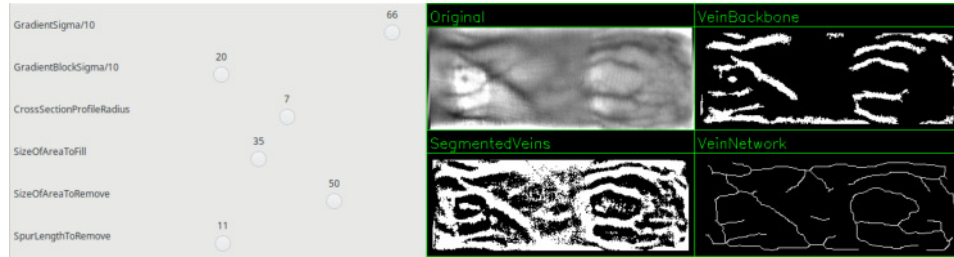 GradientSigma/10
66
GradientBlockSigma/10
20
CrossSectionProfileRadius
7
SizeOfAreaToFill
35
SizeOfAreaToRemove
50
SpurLengthToRemove
11
Original
VeinBackbone
SegmentedVeins
VeinNetwork